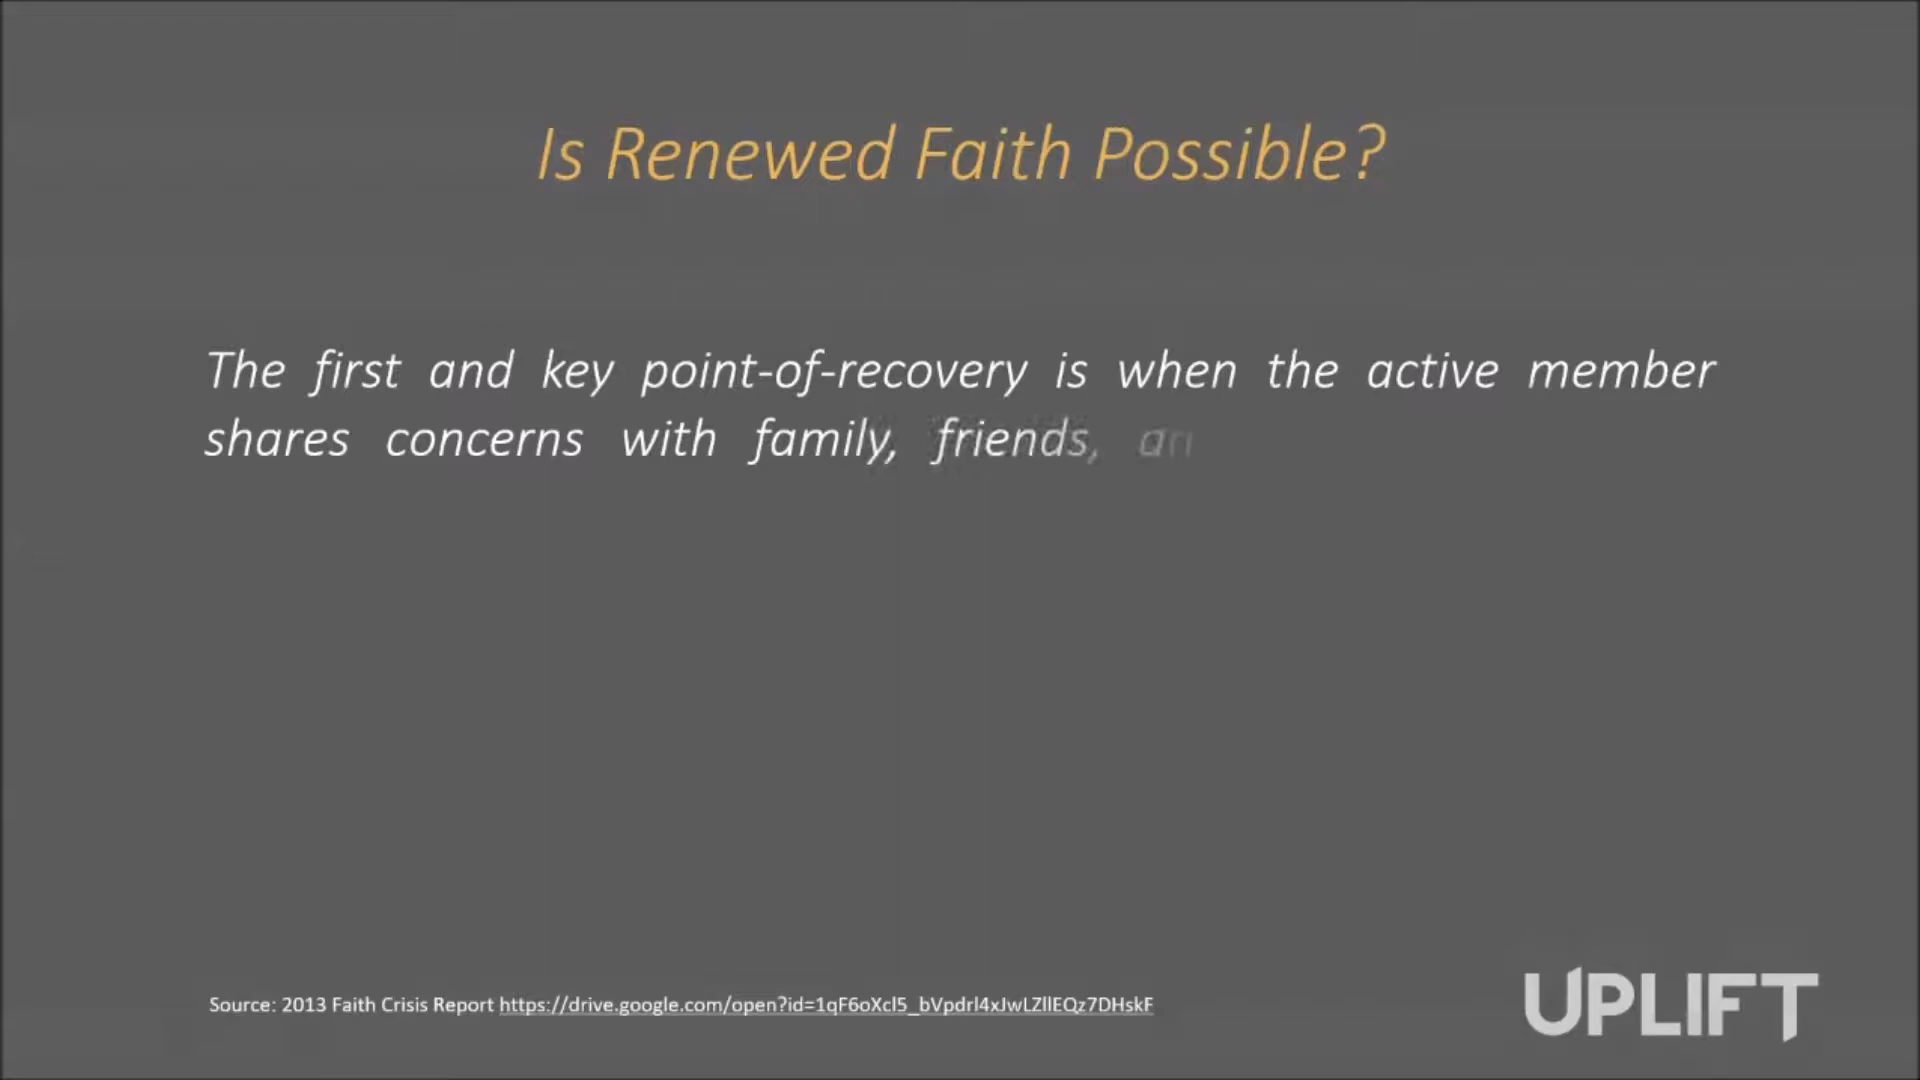 Is Renewed Faith Possible?
The first and key point-of-recovery is when the active member
shares concerns with family, friends, an
Source: 2013 Faith Crisis Report https://drive.google.com/open?id=1qF6oXcl5_bVpdrl4xJwLZllEQz7DHskF
UPLIFT